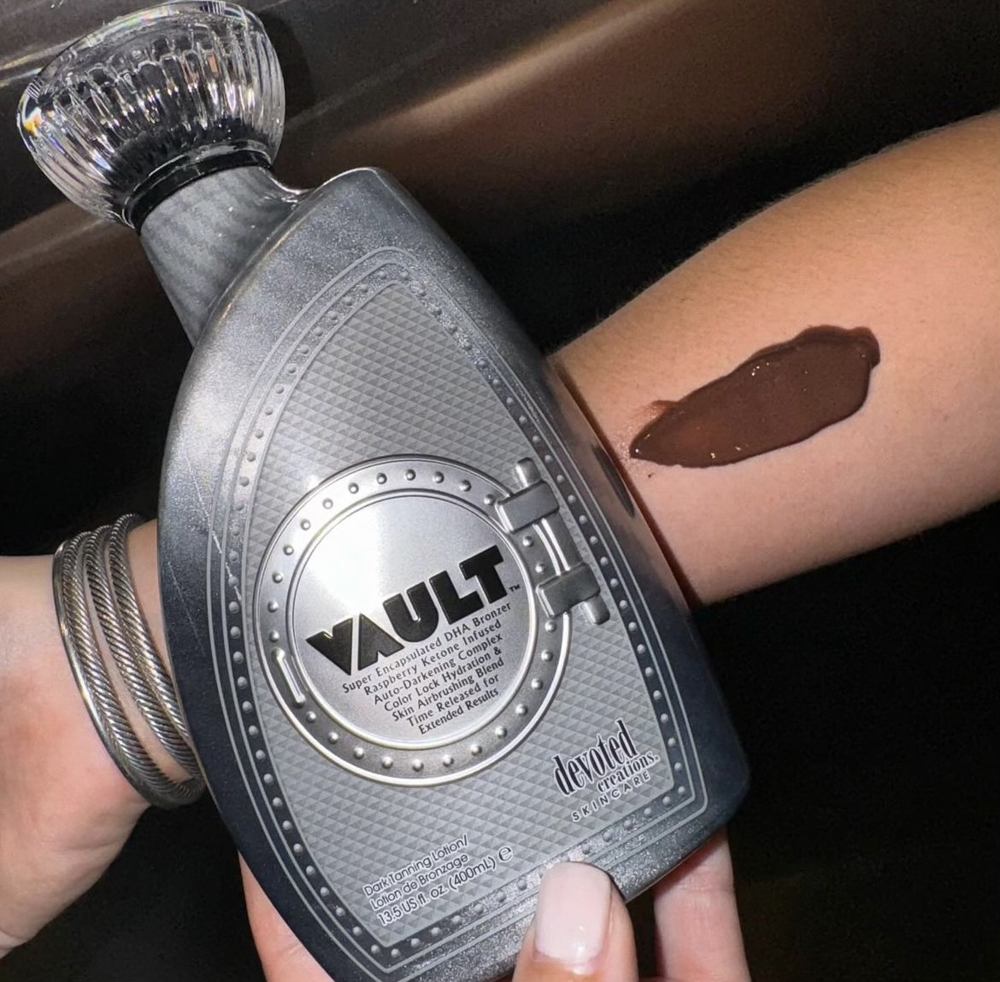 VAULT™
Super Encapsulated DHA Bronzer
Raspberry Ketone Infused
Auto-Darkening Complex
Color Lock Hydration &
Skin Airbrushing Blend
Time Released for
Extended Results
devoted
creations®
SKINCARE
Dark Tanning Lotion/
Lotion de Bronzage
13.5 US fl. oz. (400mL) ℮